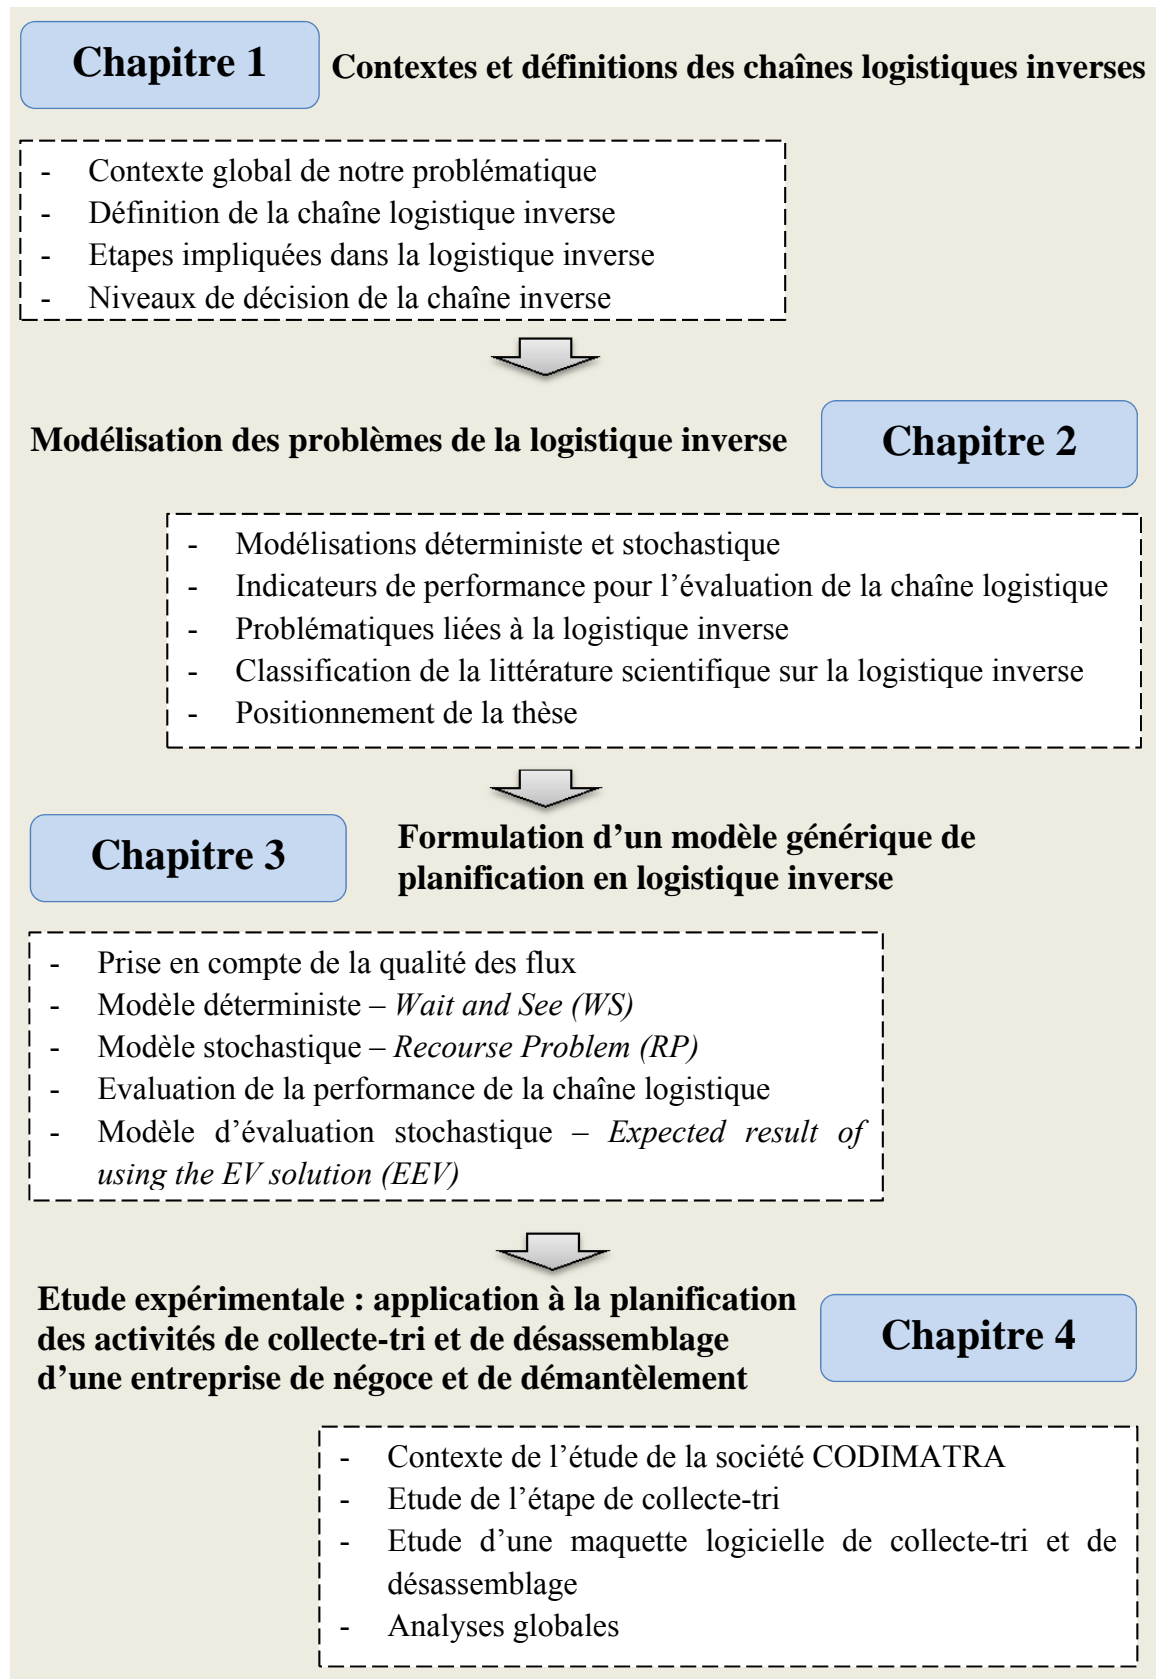 Chapitre 1
Contextes et définitions des chaînes logistiques inverses
- Contexte global de notre problématique
- Définition de la chaîne logistique inverse
- Etapes impliquées dans la logistique inverse
- Niveaux de décision de la chaîne inverse
Modélisation des problèmes de la logistique inverse
Chapitre 2
- Modélisations déterministe et stochastique
- Indicateurs de performance pour l’évaluation de la chaîne logistique
- Problématiques liées à la logistique inverse
- Classification de la littérature scientifique sur la logistique inverse
- Positionnement de la thèse
Chapitre 3
Formulation d’un modèle générique de
planification en logistique inverse
- Prise en compte de la qualité des flux
- Modèle déterministe – Wait and See (WS)
- Modèle stochastique – Recourse Problem (RP)
- Evaluation de la performance de la chaîne logistique
- Modèle d’évaluation stochastique – Expected result of
using the EV solution (EEV)
Etude expérimentale : application à la planification
des activités de collecte-tri et de désassemblage
d’une entreprise de négoce et de démantèlement
Chapitre 4
- Contexte de l’étude de la société CODIMATRA
- Etude de l’étape de collecte-tri
- Etude d’une maquette logicielle de collecte-tri et de
désassemblage
- Analyses globales